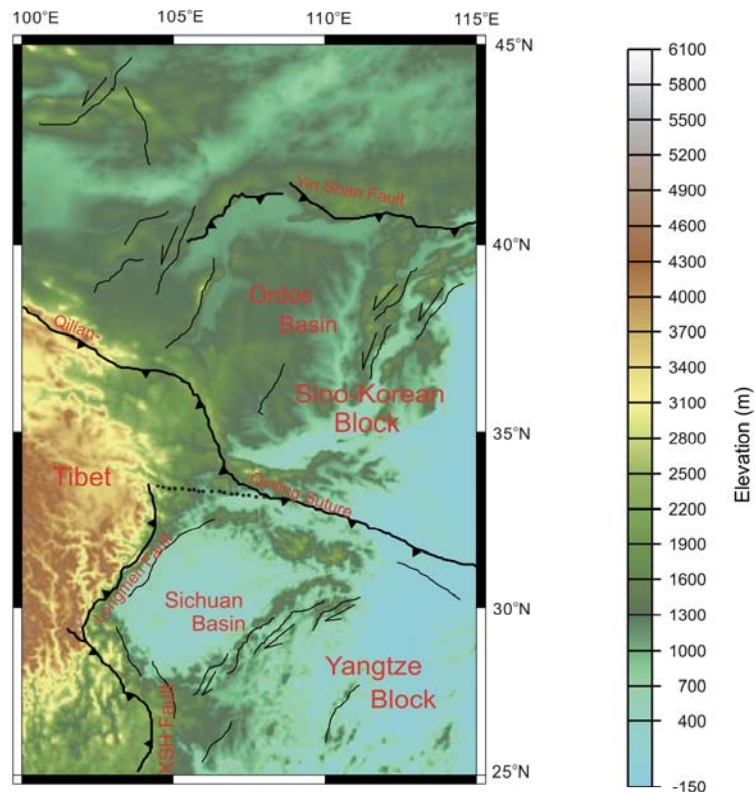 100°E 105°E 110°E 115°E
45°N
40°N
35°N
30°N
25°N
Yin Shan Fault
Ordos
Basin
Qilian-
Sino-Korean
Block
Tibet
Qinling Suture
Longmen Fault
Sichuan
Basin
Yangtze
Block
XSH Fault
6100
5800
5500
5200
4900
4600
4300
4000
3700
3400
3100
2800
2500
2200
1900
1600
1300
1000
700
400
-150
Elevation (m)